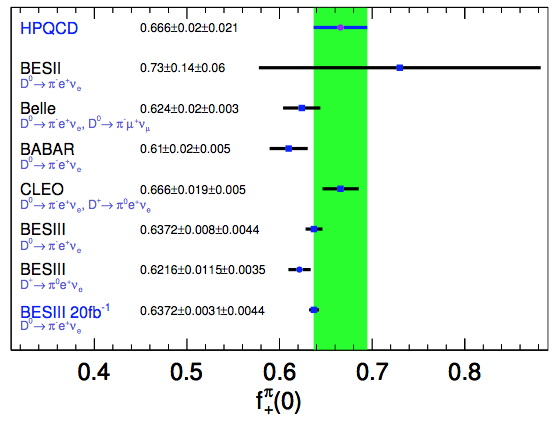 HPQCD 0.666±0.02±0.021
BESII 0.73±0.14±0.06
D⁰→π⁻e⁺νₑ
Belle 0.624±0.02±0.003
D⁰→π⁻e⁺νₑ, D⁰→π⁻μ⁺ν_μ
BABAR 0.61±0.02±0.005
D⁰→π⁻e⁺νₑ
CLEO 0.666±0.019±0.005
D⁰→π⁻e⁺νₑ, D⁺→π⁰e⁺νₑ
BESIII 0.6372±0.008±0.0044
D⁰→π⁻e⁺νₑ
BESIII 0.6216±0.0115±0.0035
D⁺→π⁰e⁺νₑ
BESIII 20fb⁻¹ 0.6372±0.0031±0.0044
D⁰→π⁻e⁺νₑ
0.4 0.5 0.6 0.7 0.8
f₊^π(0)